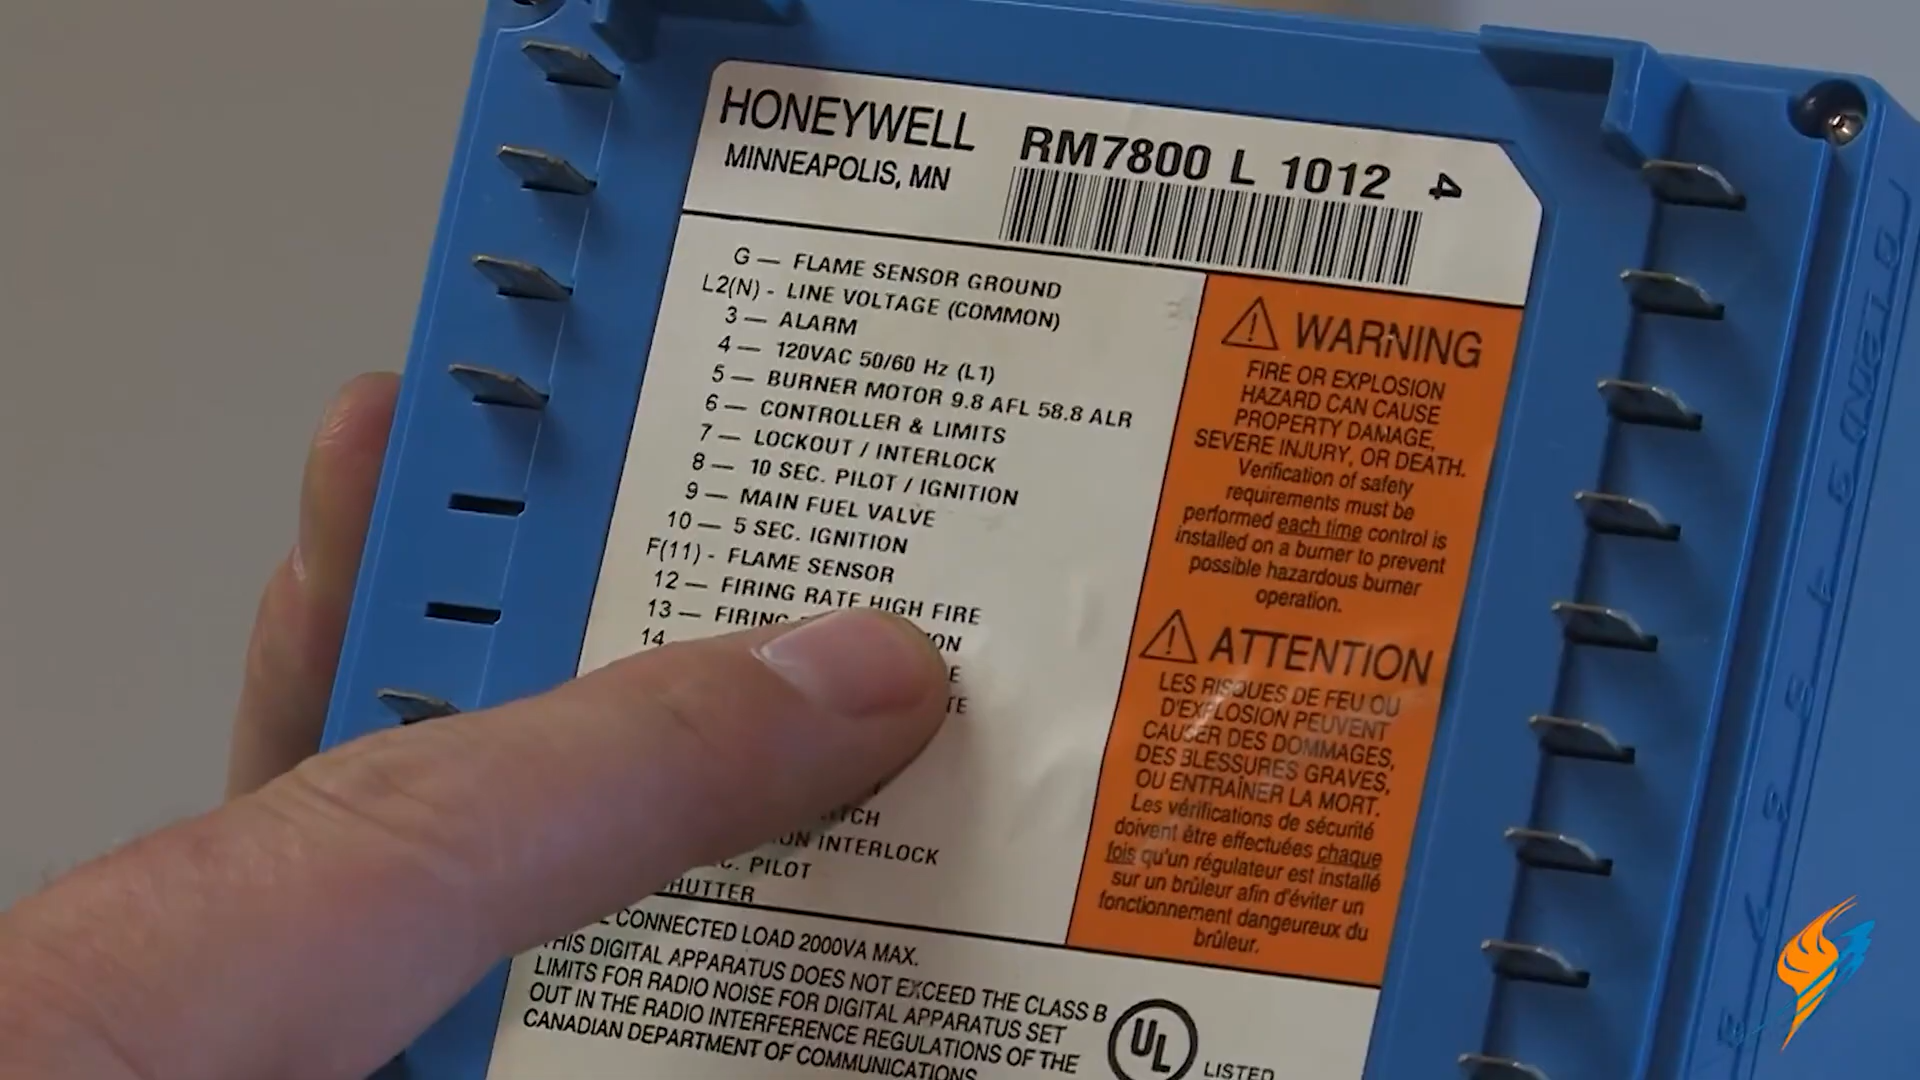 HONEYWELL
MINNEAPOLIS, MN
RM7800 L 1012 4
G — FLAME SENSOR GROUND
L2(N) - LINE VOLTAGE (COMMON)
3 — ALARM
4 — 120VAC 50/60 Hz (L1)
5 — BURNER MOTOR 9.8 AFL 58.8 ALR
6 — CONTROLLER & LIMITS
7 — LOCKOUT / INTERLOCK
8 — 10 SEC. PILOT / IGNITION
9 — MAIN FUEL VALVE
10 — 5 SEC. IGNITION
F(11) - FLAME SENSOR
12 — FIRING RATE HIGH FIRE
13 — FIRING
14
INTERLOCK
PILOT
CONNECTED LOAD 2000VA MAX.
THIS DIGITAL APPARATUS DOES NOT EXCEED THE CLASS B
LIMITS FOR RADIO NOISE FOR DIGITAL APPARATUS SET
OUT IN THE RADIO INTERFERENCE REGULATIONS OF THE
CANADIAN DEPARTMENT OF COMMUNICATIONS
UL LISTED
WARNING
FIRE OR EXPLOSION
HAZARD CAN CAUSE
PROPERTY DAMAGE,
SEVERE INJURY, OR DEATH.
Verification of safety
requirements must be
performed each time control is
installed on a burner to prevent
possible hazardous burner
operation.
ATTENTION
LES RISQUES DE FEU OU
D'EXPLOSION PEUVENT
CAUSER DES DOMMAGES,
DES BLESSURES GRAVES,
OU ENTRAÎNER LA MORT.
Les vérifications de sécurité
doivent être effectuées chaque
fois qu'un régulateur est installé
sur un brûleur afin d'éviter un
fonctionnement dangeureux du
brûleur.